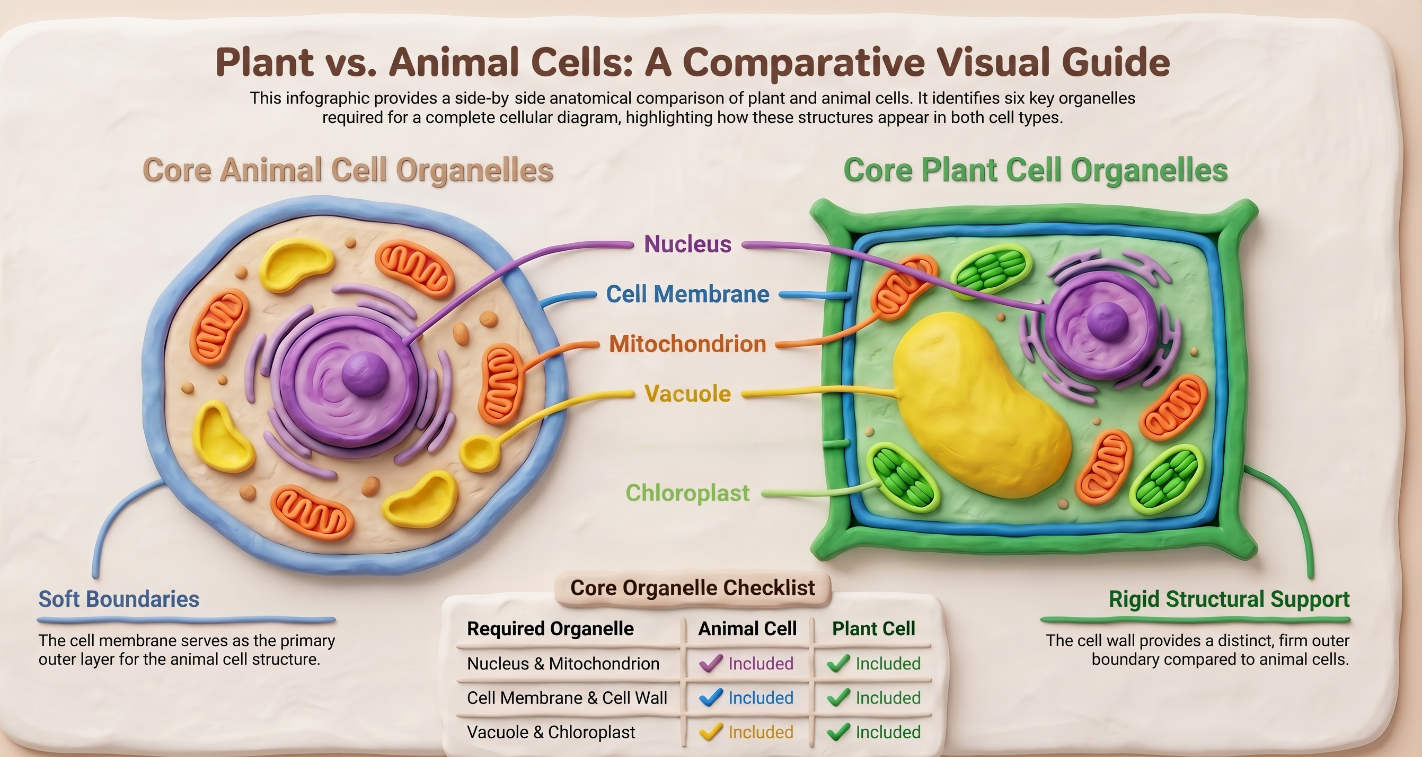 Plant vs. Animal Cells: A Comparative Visual Guide
This infographic provides a side-by side anatomical comparison of plant and animal cells. It identifies six key organelles
required for a complete cellular diagram, highlighting how these structures appear in both cell types.
Core Animal Cell Organelles
Core Plant Cell Organelles
Nucleus
Cell Membrane
Mitochondrion
Vacuole
Chloroplast
Soft Boundaries
The cell membrane serves as the primary
outer layer for the animal cell structure.
Rigid Structural Support
The cell wall provides a distinct, firm outer
boundary compared to animal cells.
Core Organelle Checklist
Required Organelle Animal Cell Plant Cell
Nucleus & Mitochondrion ✓ Included ✓ Included
Cell Membrane & Cell Wall ✓ Included ✓ Included
Vacuole & Chloroplast ✓ Included ✓ Included